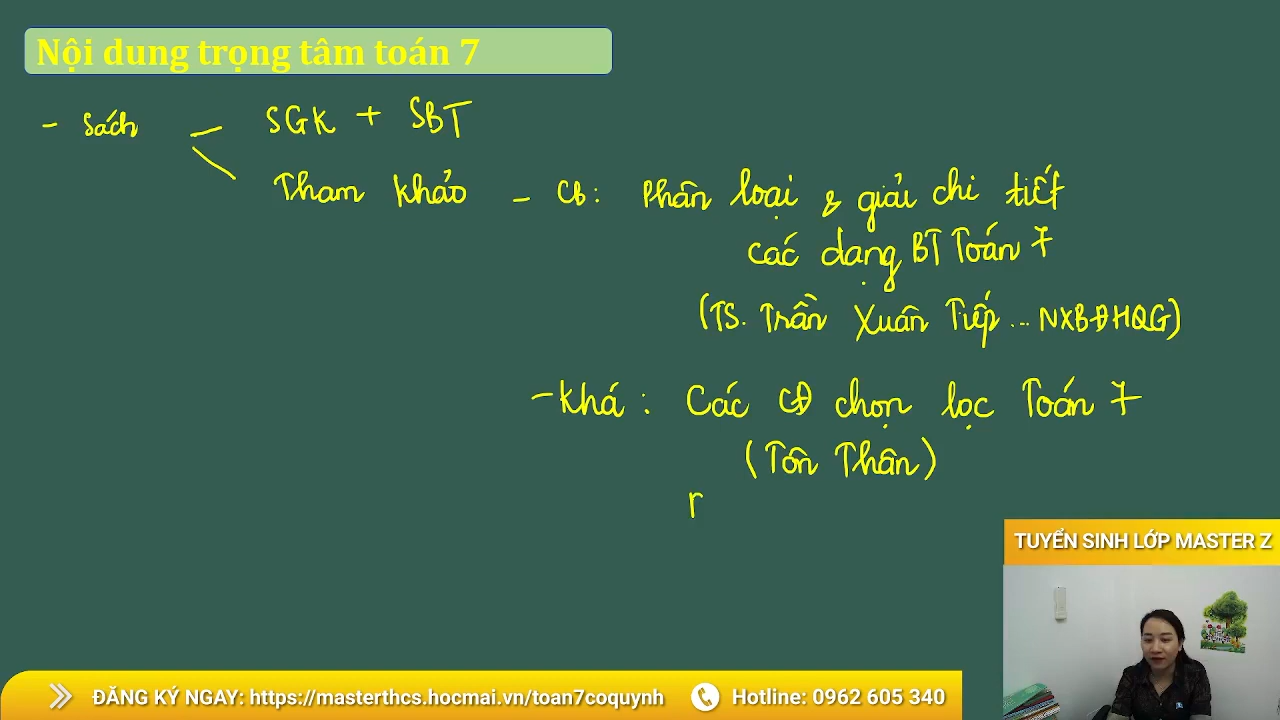 Nội dung trọng tâm toán 7
- Sách - SGK + SBT
Tham khảo - CB: Phân loại & giải chi tiết
các dạng BT Toán 7
(TS. Trần Xuân Tiếp ... NXBĐHQG)
- Khá: Các CĐ chọn lọc Toán 7
(Tôn Thân)
r
TUYỂN SINH LỚP MASTER Z
ĐĂNG KÝ NGAY: https://masterthcs.hocmai.vn/toan7coquynh Hotline: 0962 605 340